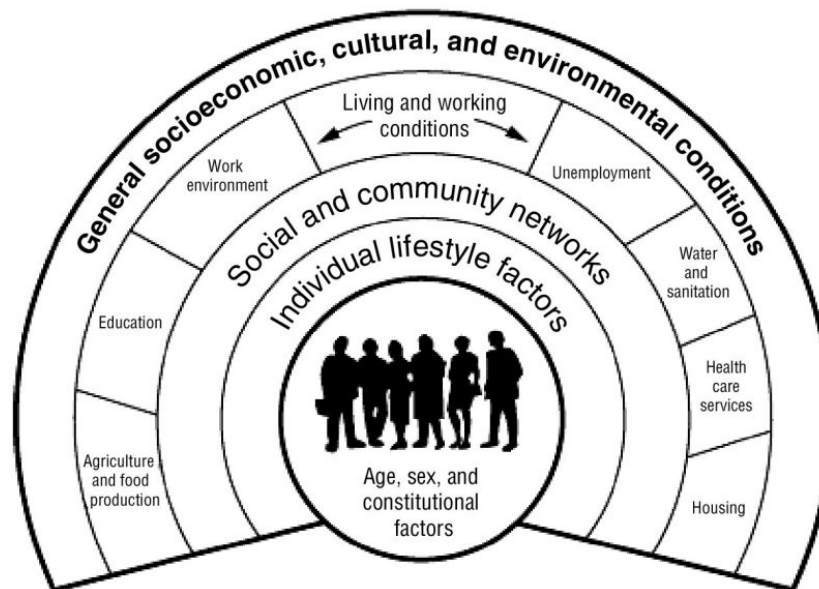 General socioeconomic, cultural, and environmental conditions
Living and working
conditions
Work
environment
Unemployment
Education
Water
and
sanitation
Agriculture
and food
production
Health
care
services
Housing
Social and community networks
Individual lifestyle factors
Age, sex, and
constitutional
factors